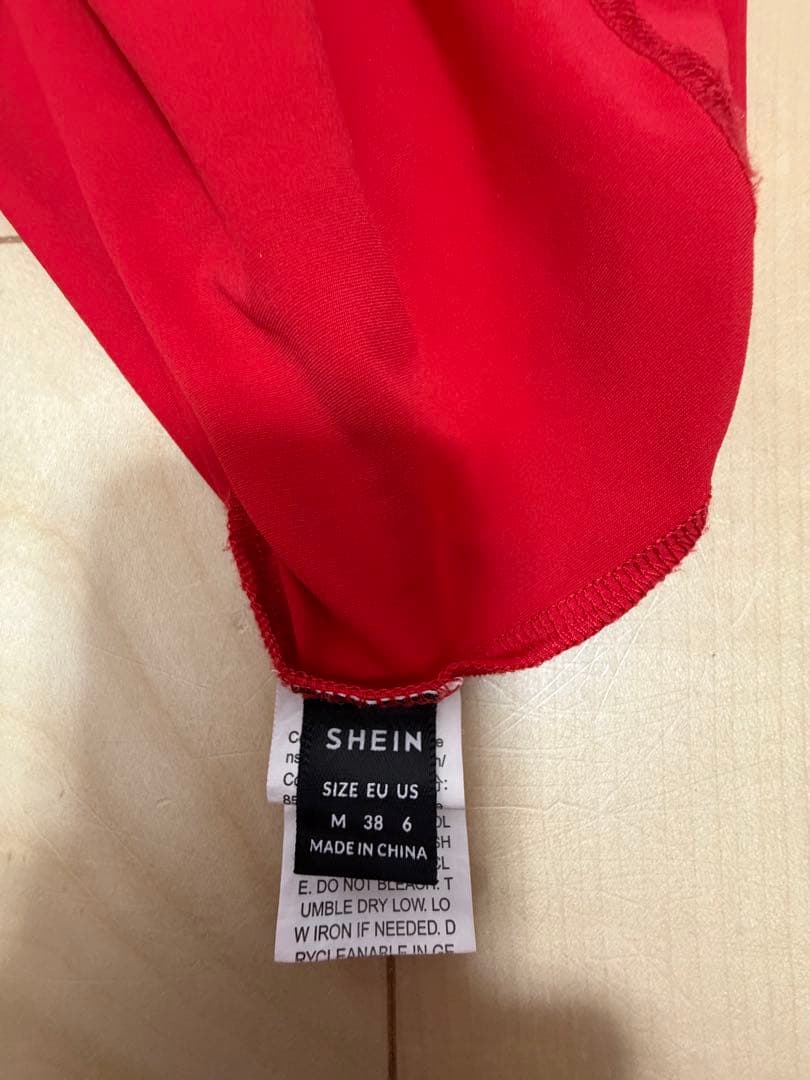 SHEIN
SIZE EU US
M 38 6
MADE IN CHINA
E. DO NOT BLEACH. T
UMBLE DRY LOW. LO
W IRON IF NEEDED. D
RYCLEANABLE IN GE